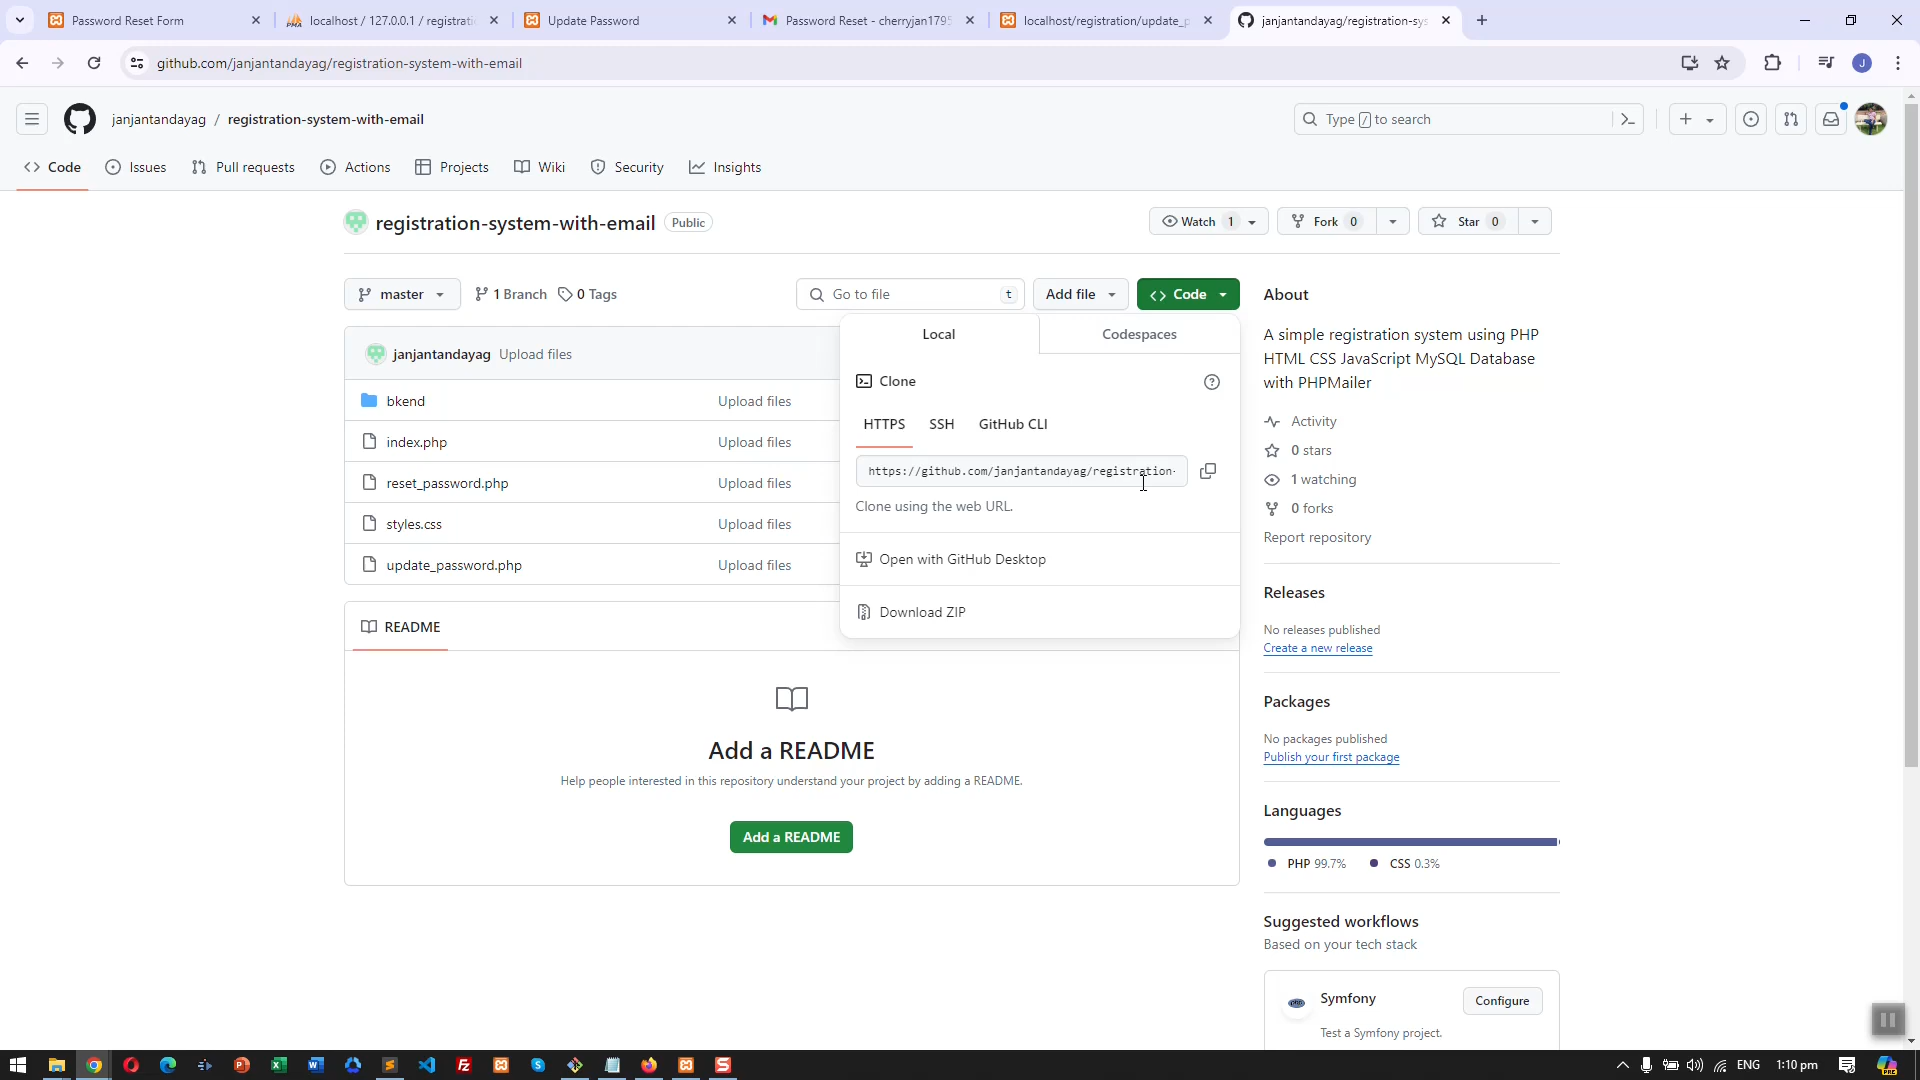 Password Reset Form
localhost / 127.0.0.1 / registratio
Update Password
Password Reset - cherryjan1795
localhost/registration/update_p
janjantandayag/registration-sys
github.com/janjantandayag/registration-system-with-email
J
janjantandayag / registration-system-with-email
Type / to search
Code
Issues
Pull requests
Actions
Projects
Wiki
Security
Insights
registration-system-with-email
Public
Watch 1
Fork 0
Star 0
master
1 Branch
0 Tags
Go to file
t
Add file
Code
About
Local
Codespaces
A simple registration system using PHP
HTML CSS JavaScript MySQL Database
with PHPMailer
janjantandayag Upload files
Clone
bkend
Upload files
HTTPS
SSH
GitHub CLI
Activity
index.php
Upload files
0 stars
https://github.com/janjantandayag/registration-
reset_password.php
Upload files
1 watching
Clone using the web URL.
0 forks
styles.css
Upload files
Report repository
Open with GitHub Desktop
update_password.php
Upload files
Releases
Download ZIP
README
No releases published
Create a new release
Packages
Add a README
No packages published
Publish your first package
Help people interested in this repository understand your project by adding a README.
Add a README
Languages
PHP 99.7%
CSS 0.3%
Suggested workflows
Based on your tech stack
Symfony
Configure
Test a Symfony project.
ENG
1:10 pm